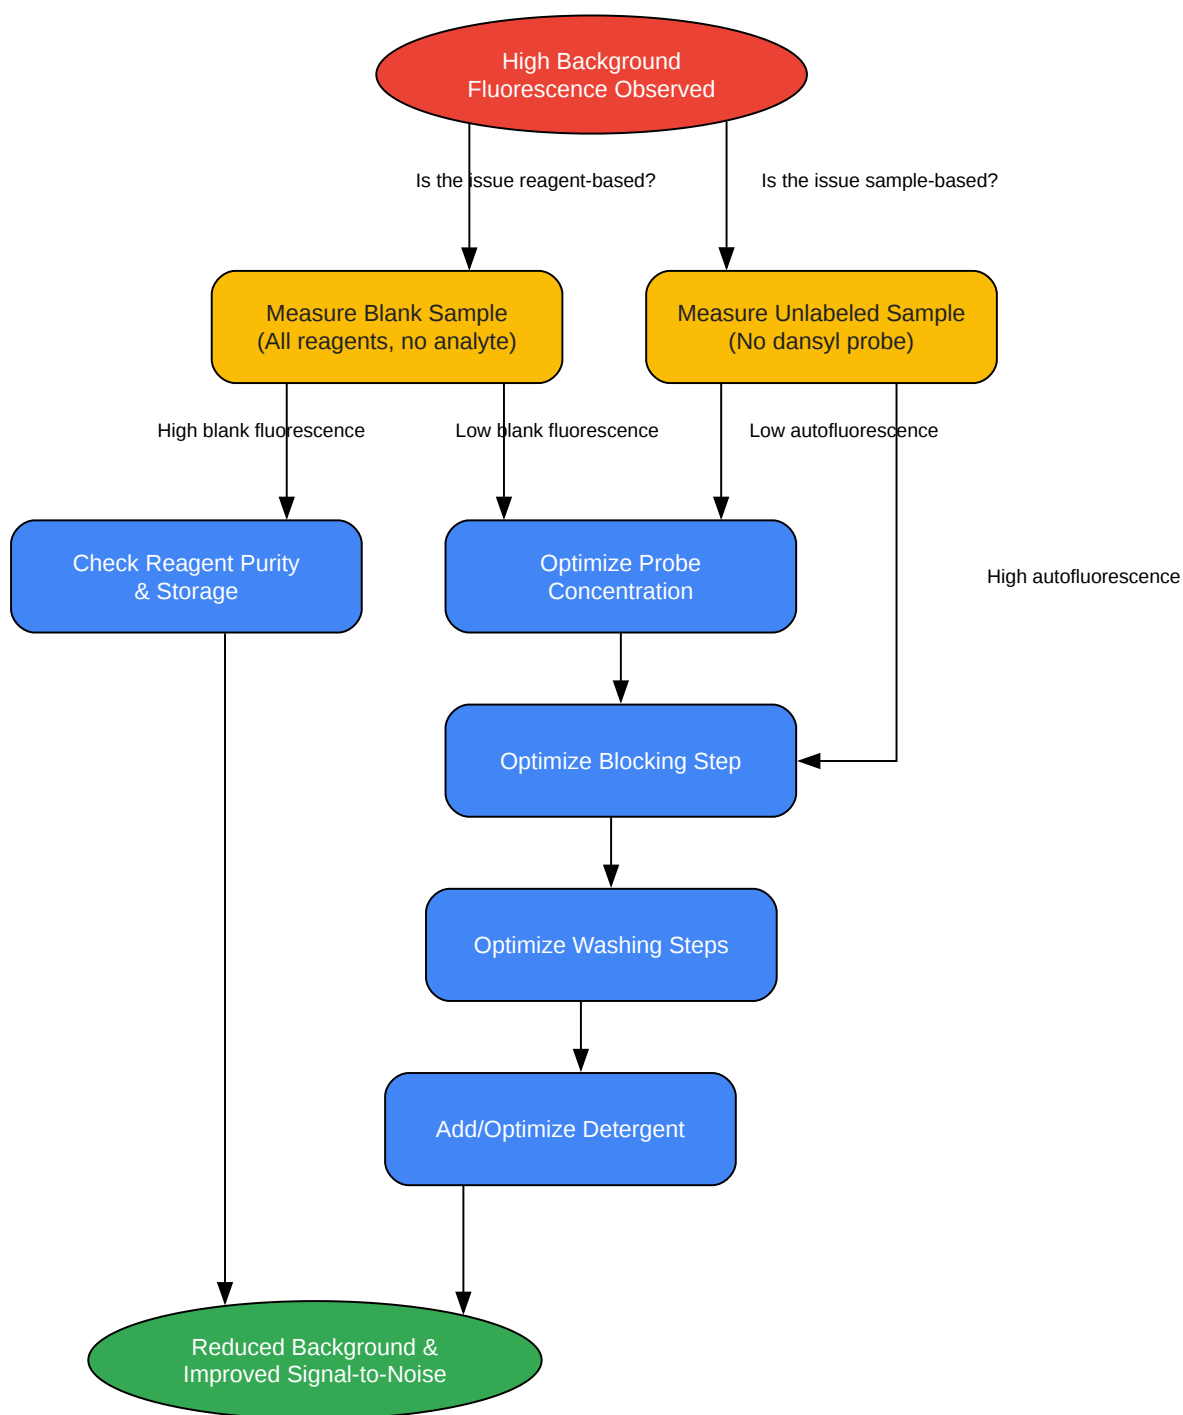 High Background
Fluorescence Observed
Is the issue reagent-based?
Is the issue sample-based?
Measure Blank Sample
(All reagents, no analyte)
Measure Unlabeled Sample
(No dansyl probe)
High blank fluorescence
Low blank fluorescence
Low autofluorescence
Check Reagent Purity
& Storage
Optimize Probe
Concentration
High autofluorescence
Optimize Blocking Step
Optimize Washing Steps
Add/Optimize Detergent
Reduced Background &
Improved Signal-to-Noise